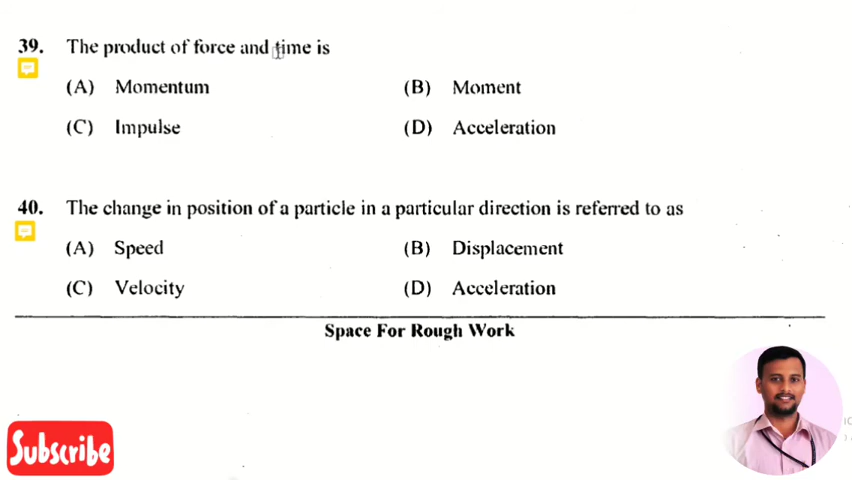 39. The product of force and time is
(A) Momentum (B) Moment
(C) Impulse (D) Acceleration
40. The change in position of a particle in a particular direction is referred to as
(A) Speed (B) Displacement
(C) Velocity (D) Acceleration
Space For Rough Work
Subscribe